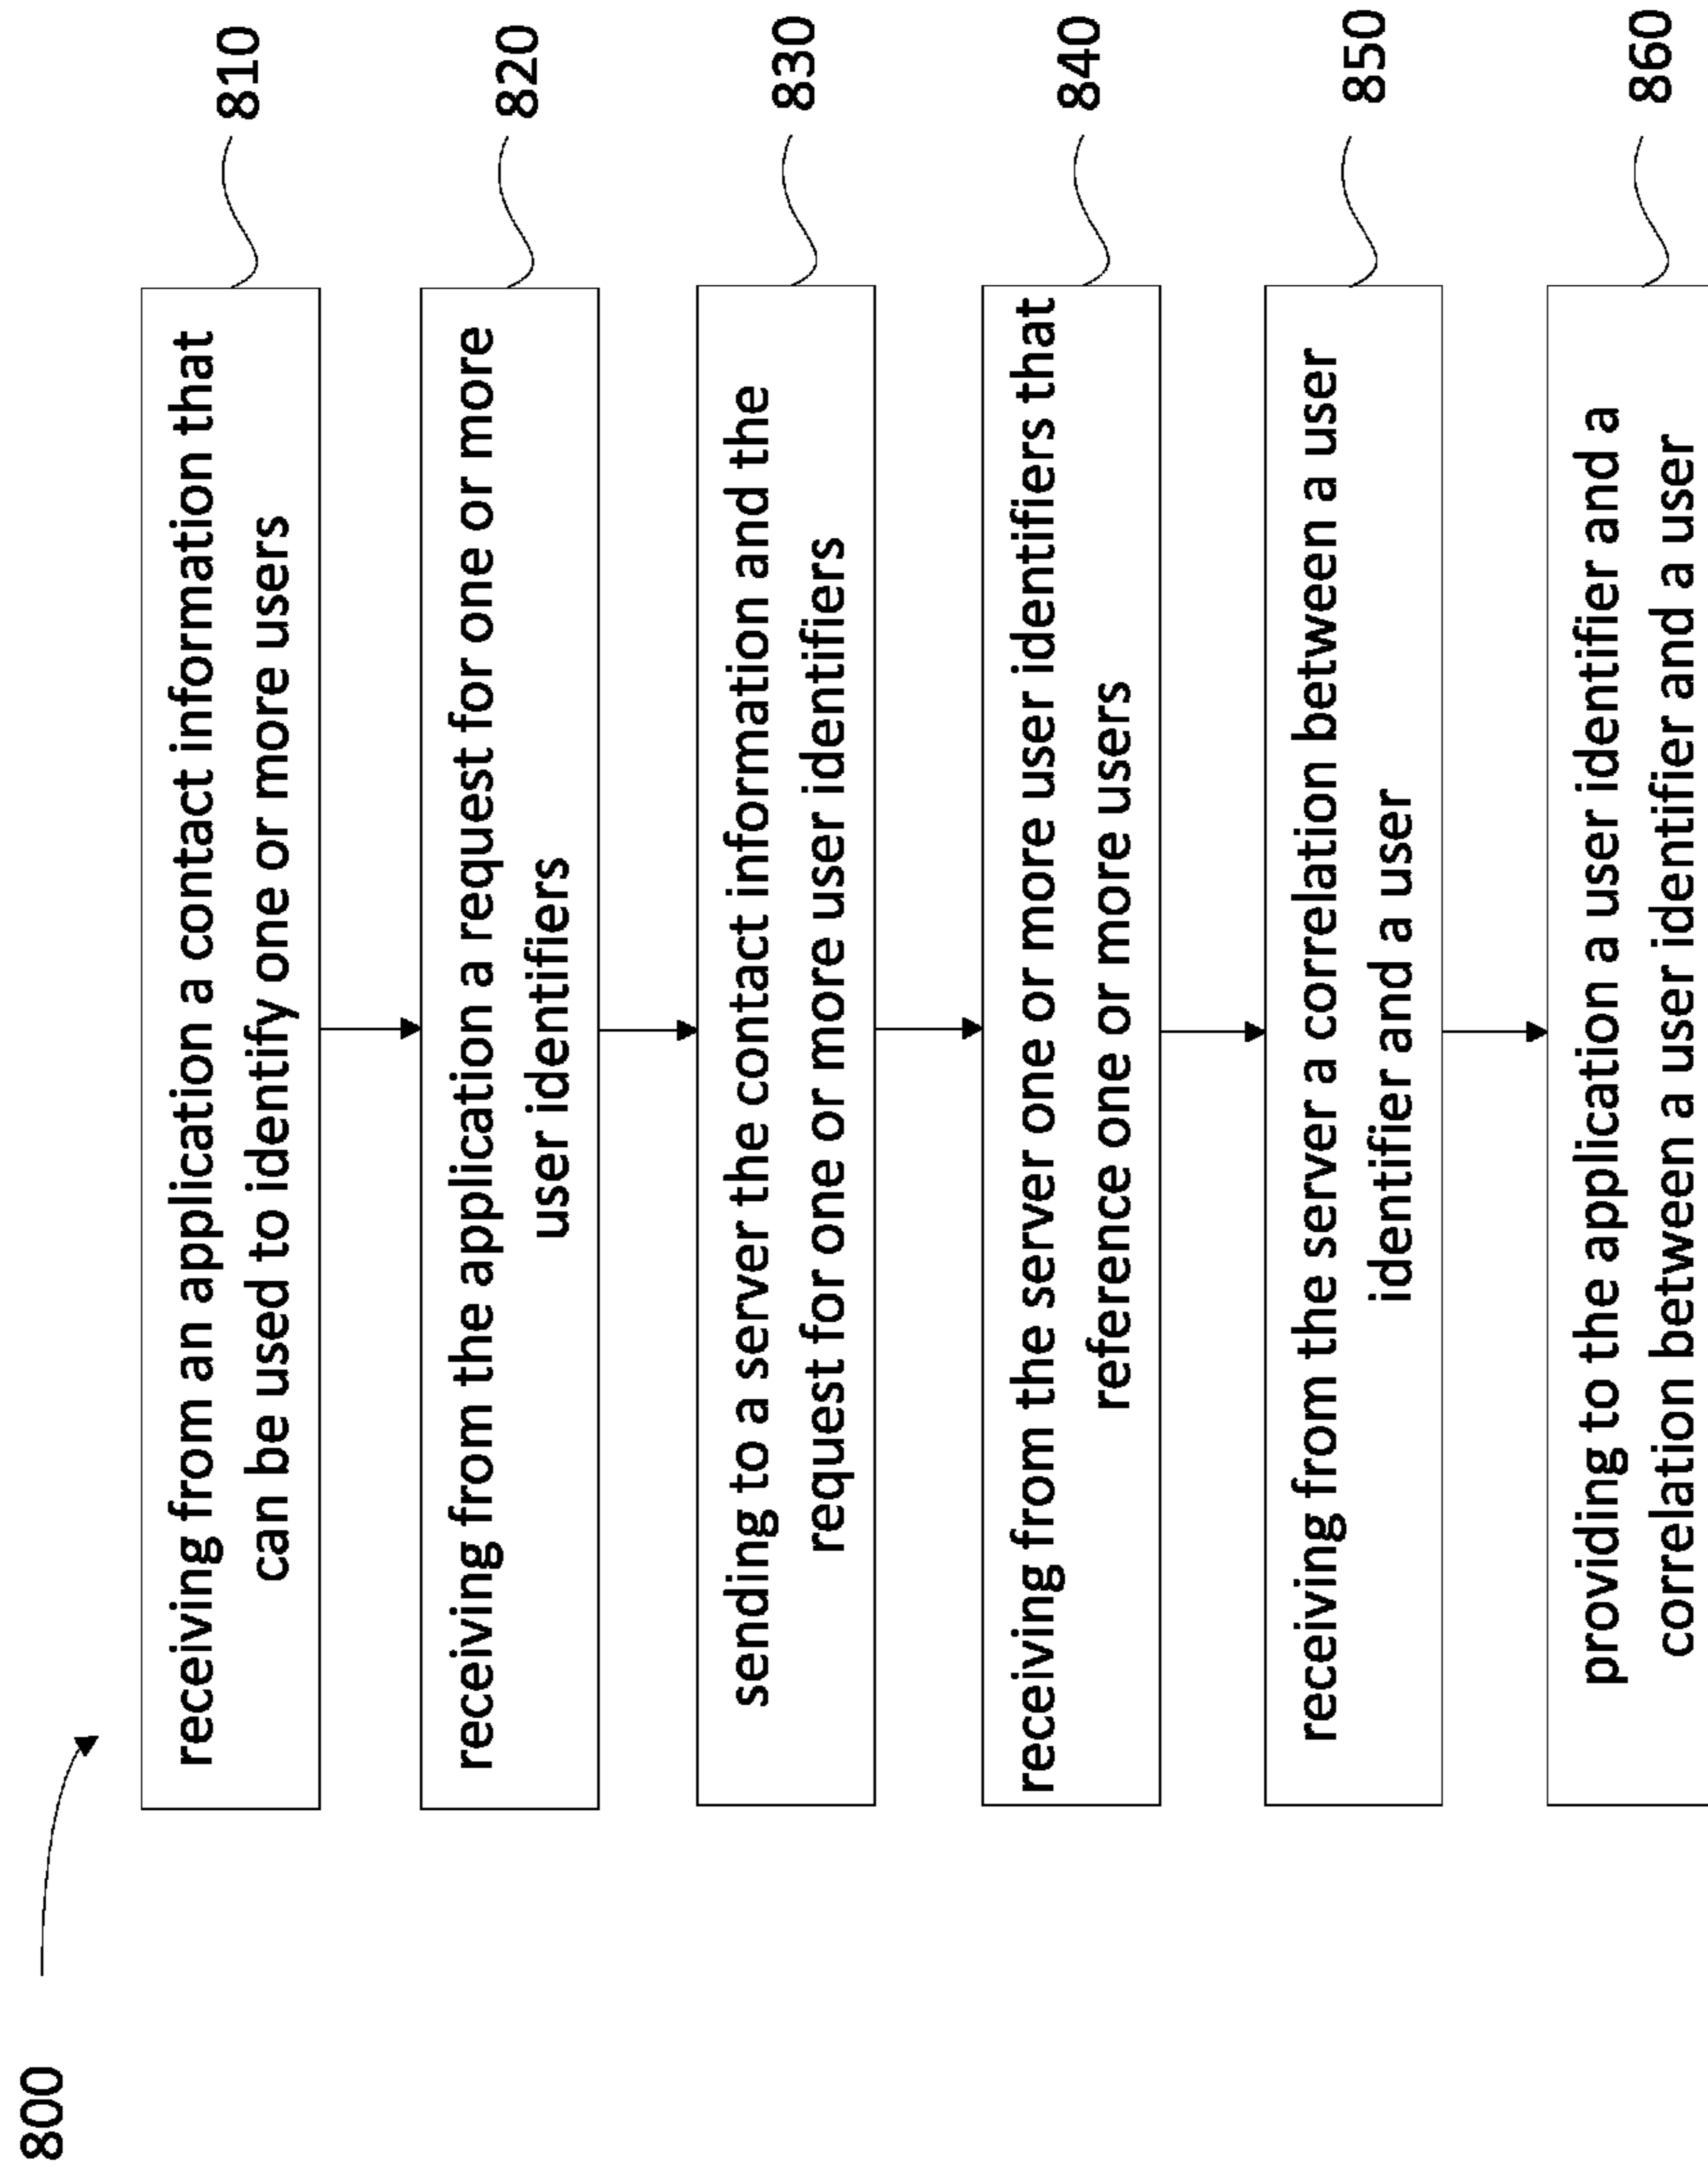 800
receiving from an application a contact information that
can be used to identify one or more users
810
receiving from the application a request for one or more
user identifiers
820
sending to a server the contact information and the
request for one or more user identifiers
830
receiving from the server one or more user identifiers that
reference one or more users
840
receiving from the server a correlation between a user
identifier and a user
850
providing to the application a user identifier and a
correlation between a user identifier and a user
860